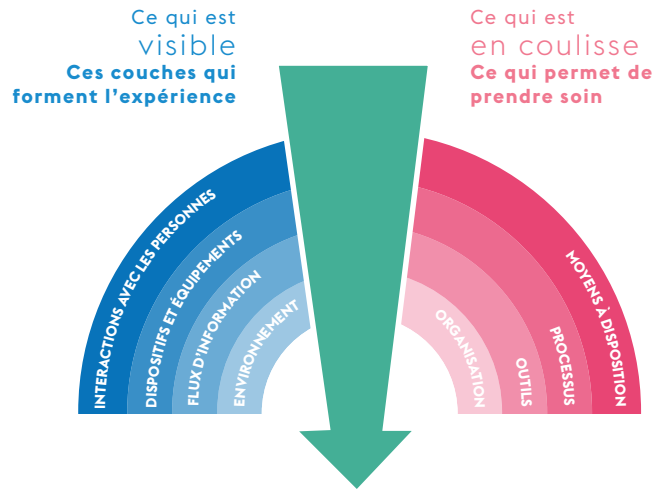 Ce qui est
visible
Ces couches qui
forment l'expérience
Ce qui est
en coulisse
Ce qui permet de
prendre soin
INTERACTIONS AVEC LES PERSONNES
DISPOSITIFS ET ÉQUIPEMENTS
FLUX D'INFORMATION
ENVIRONNEMENT
ORGANISATION
OUTILS
PROCESSUS
MOYENS À DISPOSITION